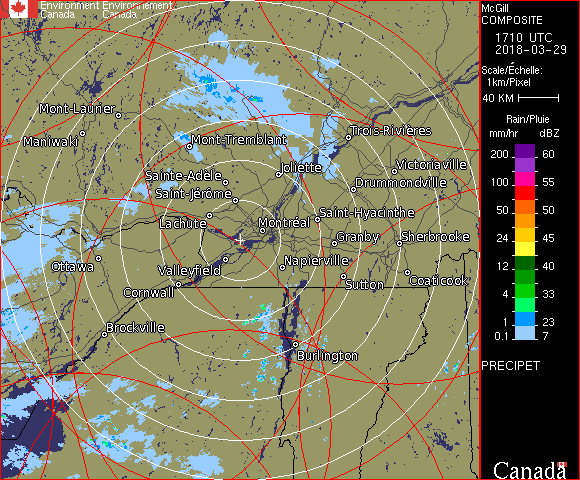 Environment Environnement
Canada Canada
McGill
COMPOSITE
1710 UTC
2018-03-29
Scale/Échelle:
1km/Pixel
40 KM
Rain/Pluie
mm/hr dBZ
200 60
100 55
50 50
24 45
12 40
4 33
1 23
0.1 7
PRECIPET
Canada
Mont-Laurier
Maniwaki
Mont-Tremblant
Trois-Rivières
Joliette
Victoriaville
Sainte-Adèle
Drummondville
Saint-Jérôme
Lachute
Saint-Hyacinthe
Montréal
Granby
Sherbrooke
Ottawa
Valleyfield
Napierville
Coaticook
Sutton
Cornwall
Brockville
Burlington